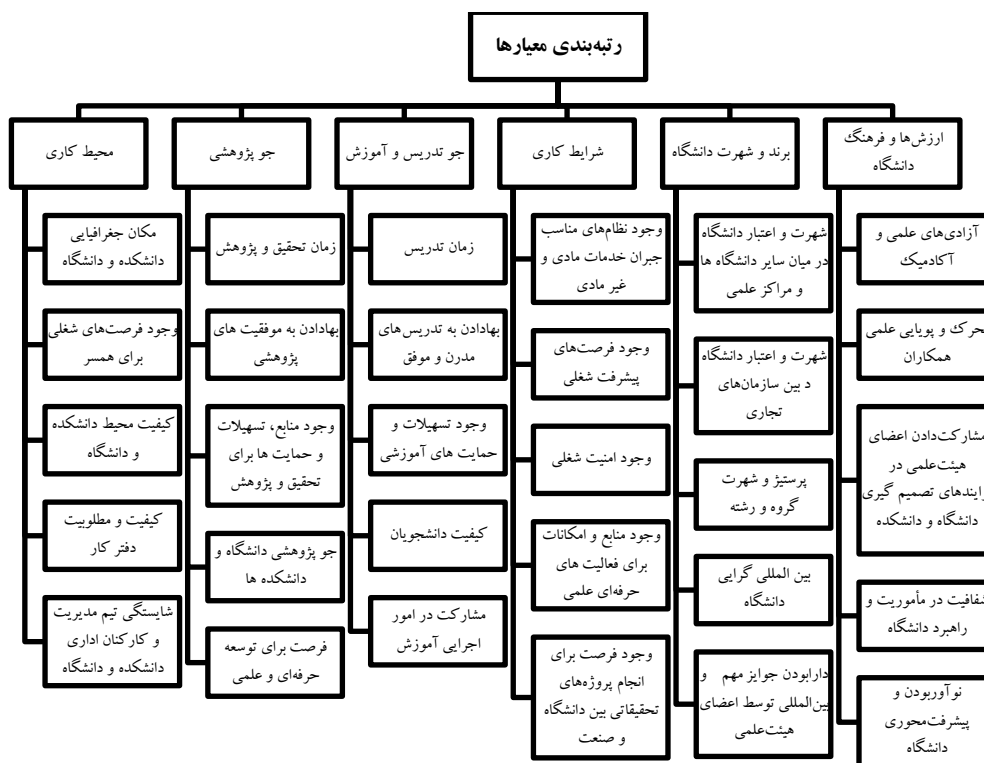 رتبه‌بندی معیارها
ارزش‌ها و فرهنگ
دانشگاه
برند و شهرت دانشگاه
شرایط کاری
جو تدریس و آموزش
جو پژوهشی
محیط کاری
آزادی‌های علمی و
آکادمیک
حرک و پویایی علمی
همکاران
مشارکت‌دادن اعضای
هیئت‌علمی در
رایندهای تصمیم گیری
دانشگاه و دانشکده
شفافیت در مأموریت و
راهبرد دانشگاه
نوآوربودن و
پیشرفت‌محوری
دانشگاه
شهرت و اعتبار دانشگاه
در میان سایر دانشگاه ها
و مراکز علمی
شهرت و اعتبار دانشگاه
د بین سازمان‌های
تجاری
پرستیژ و شهرت
گروه و رشته
بین المللی گرایی
دانشگاه
دارابودن جوایز مهم و
بین‌المللی توسط اعضای
هیئت‌علمی
وجود نظام‌های مناسب
جبران خدمات مادی و
غیر مادی
وجود فرصت‌های
پیشرفت شغلی
وجود امنیت شغلی
وجود منابع و امکانات
برای فعالیت های
حرفه‌ای علمی
وجود فرصت برای
انجام پروژه‌های
تحقیقاتی بین دانشگاه
و صنعت
زمان تدریس
بهادادن به تدریس‌های
مدرن و موفق
وجود تسهیلات و
حمایت های آموزشی
کیفیت دانشجویان
مشارکت در امور
اجرایی آموزش
زمان تحقیق و پژوهش
بهادادن به موفقیت های
پژوهشی
وجود منابع، تسهیلات
و حمایت ها برای
تحقیق و پژوهش
جو پژوهشی دانشگاه و
دانشکده ها
فرصت برای توسعه
حرفه‌ای و علمی
مکان جغرافیایی
دانشکده و دانشگاه
وجود فرصت‌های شغلی
برای همسر
کیفیت محیط دانشکده
و دانشگاه
کیفیت و مطلوبیت
دفتر کار
شایستگی تیم مدیریت
و کارکنان اداری
دانشکده و دانشگاه